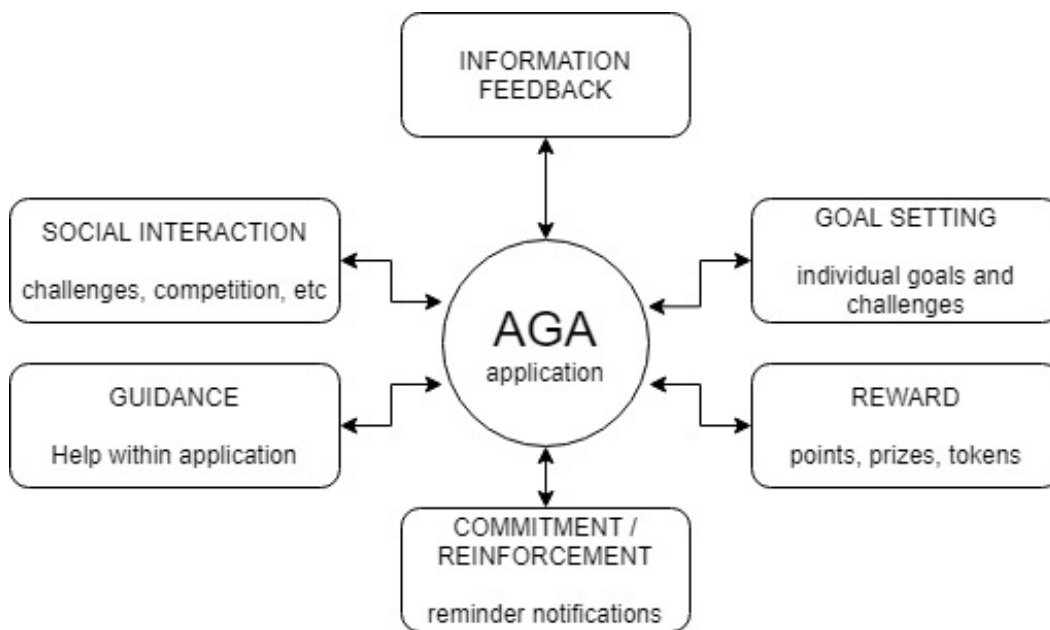 INFORMATION
FEEDBACK
SOCIAL INTERACTION
challenges, competition, etc
GOAL SETTING
individual goals and
challenges
AGA
application
GUIDANCE
Help within application
REWARD
points, prizes, tokens
COMMITMENT /
REINFORCEMENT
reminder notifications